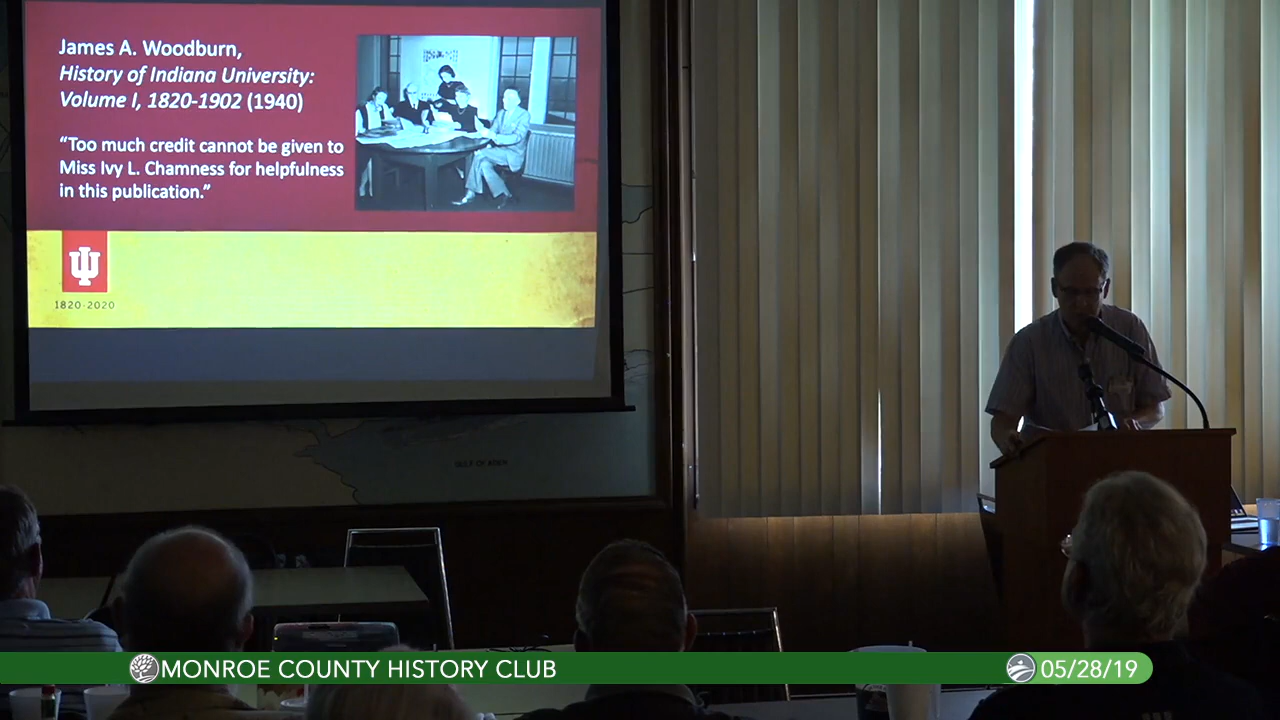 James A. Woodburn,
History of Indiana University:
Volume I, 1820-1902 (1940)
“Too much credit cannot be given to
Miss Ivy L. Chamness for helpfulness
in this publication.”
1820-2020
MONROE COUNTY HISTORY CLUB
05/28/19